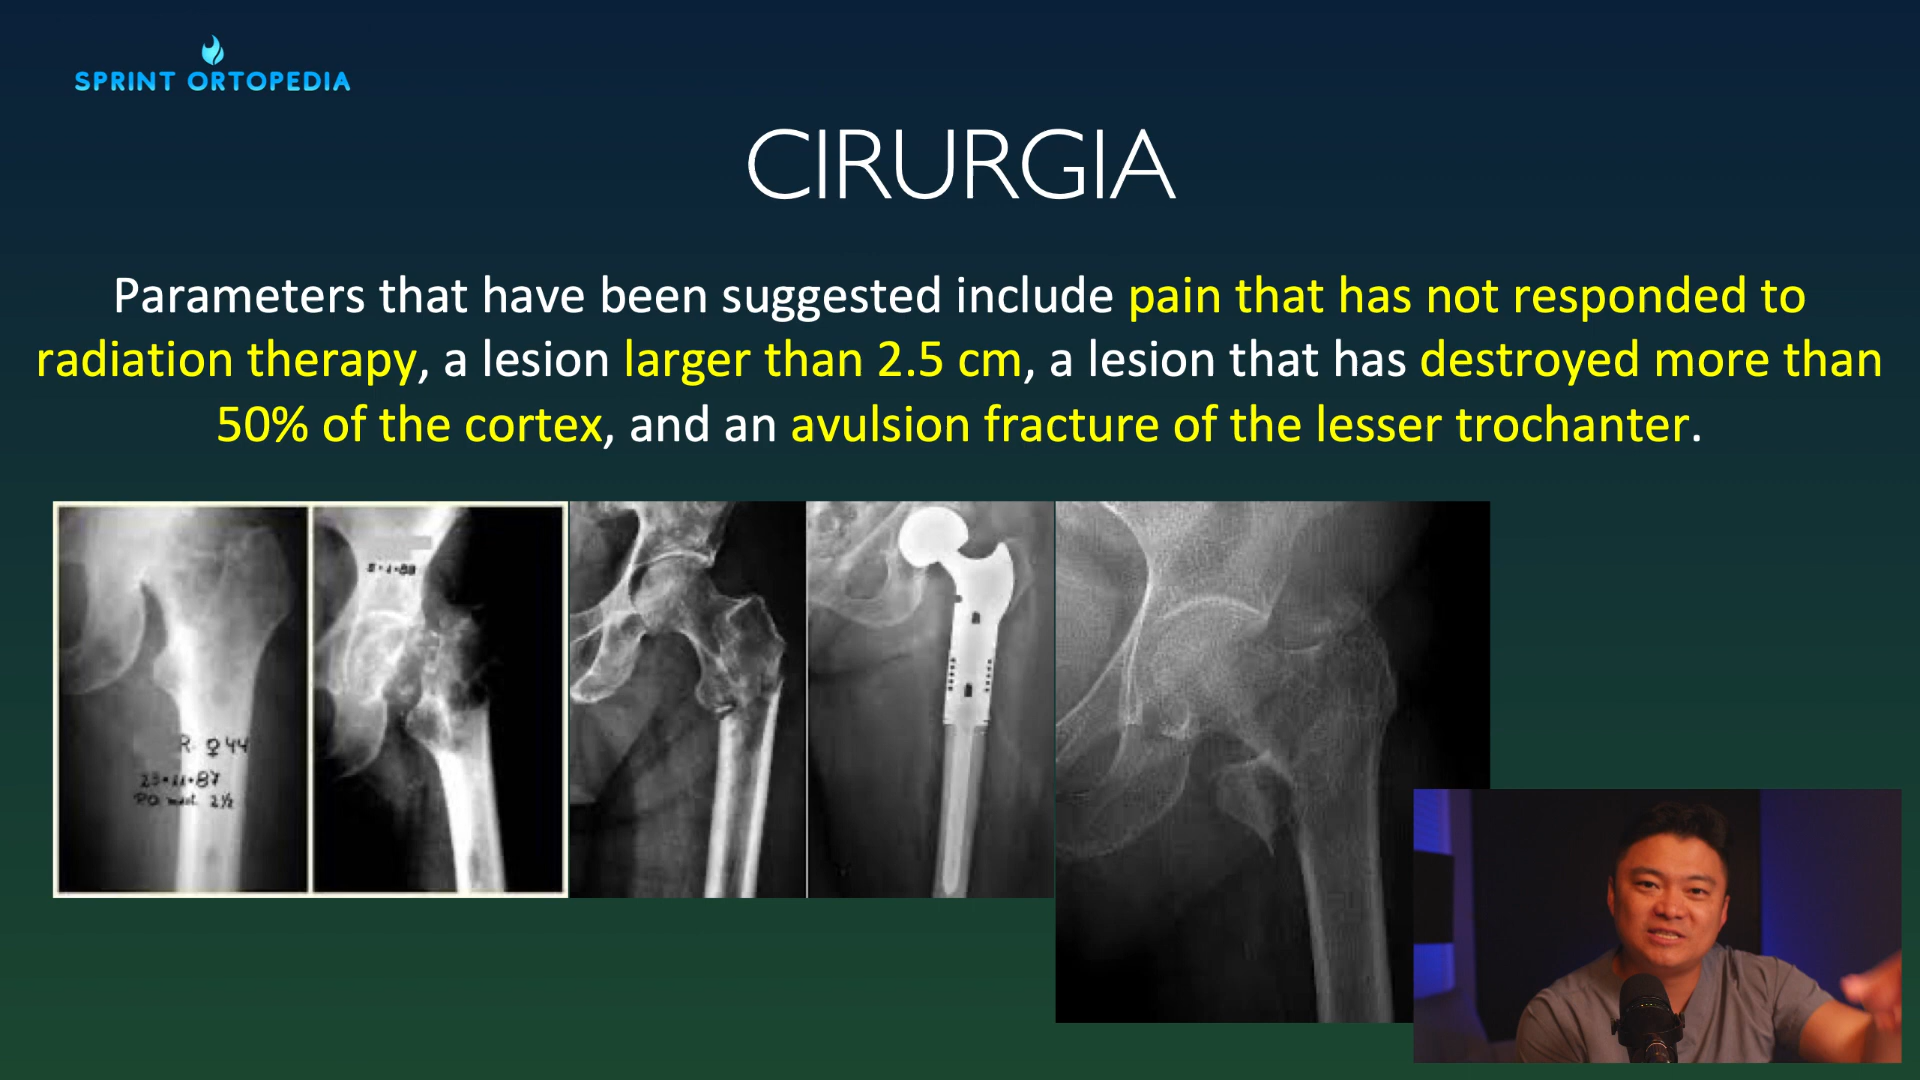 SPRINT ORTOPEDIA
CIRURGIA
Parameters that have been suggested include pain that has not responded to
radiation therapy, a lesion larger than 2.5 cm, a lesion that has destroyed more than
50% of the cortex, and an avulsion fracture of the lesser trochanter.
R. ♀ 44